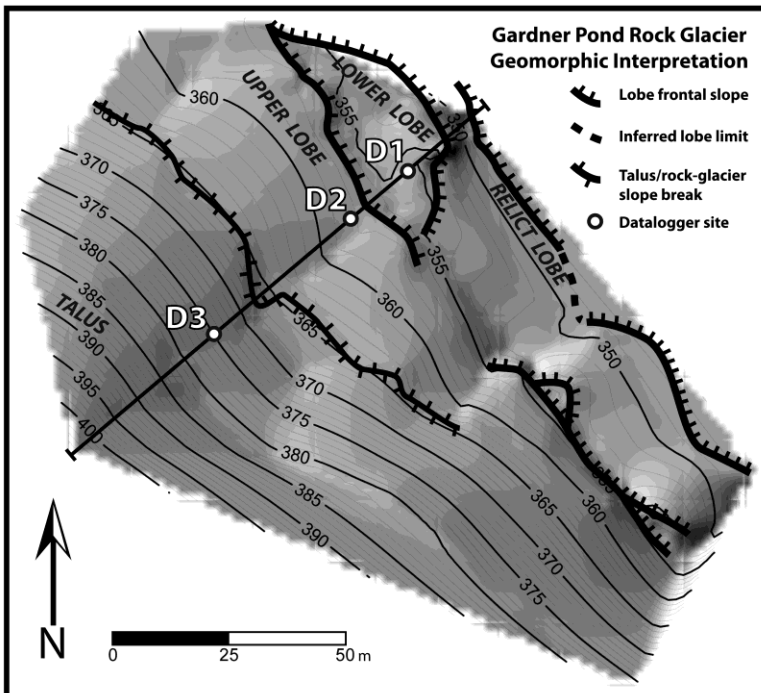 Gardner Pond Rock Glacier
Geomorphic Interpretation
Lobe frontal slope
Inferred lobe limit
Talus/rock-glacier
slope break
Datalogger site
UPPER LOBE
LOWER LOBE
RELICT LOBE
TALUS
D1
D2
D3
360
355
350
365
370
375
380
385
390
395
400
355
360
365
370
375
380
385
390
350
365
360
370
375
N
0
25
50 m